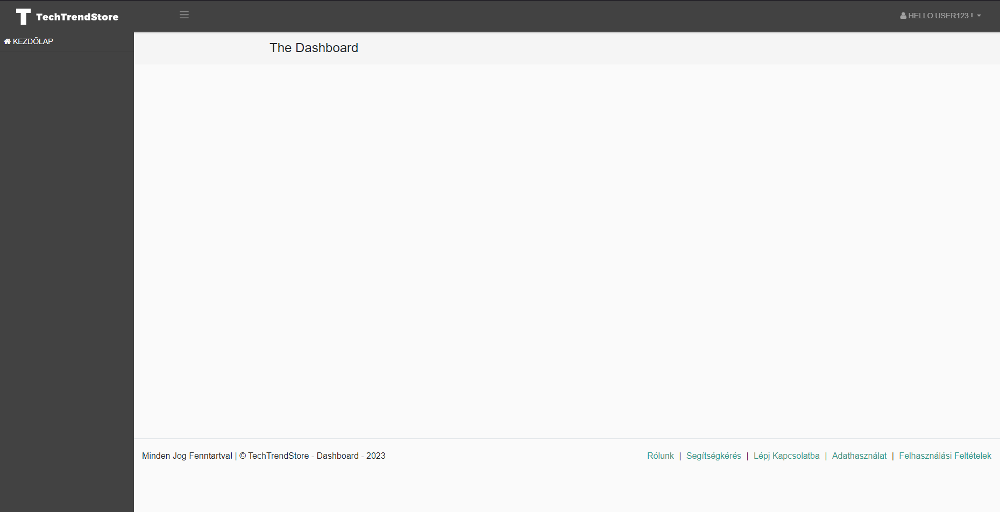 T TechTrendStore
HELLO USER123 !
KEZDŐLAP
The Dashboard
Minden Jog Fenntartva! | © TechTrendStore - Dashboard - 2023
Rólunk | Segítségkérés | Lépj Kapcsolatba | Adathasználat | Felhasználási Feltételek